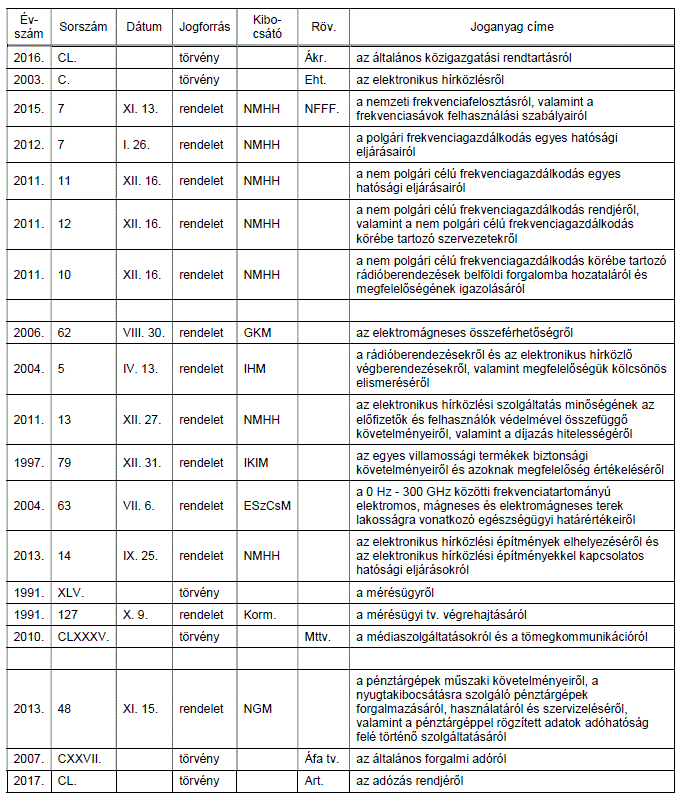 Év-
szám Sorszám Dátum Jogforrás Kibo-
csátó Röv. Joganyag címe
2016. CL. törvény Ákr. az általános közigazgatási rendtartásról
2003. C. törvény Eht. az elektronikus hírközlésről
2015. 7 XI. 13. rendelet NMHH NFFF. a nemzeti frekvenciafelosztásról, valamint a
frekvenciasávok felhasználási szabályairól
2012. 7 I. 26. rendelet NMHH a polgári frekvenciagazdálkodás egyes hatósági
eljárásairól
2011. 11 XII. 16. rendelet NMHH a nem polgári célú frekvenciagazdálkodás egyes
hatósági eljárásairól
2011. 12 XII. 16. rendelet NMHH a nem polgári célú frekvenciagazdálkodás rendjéről,
valamint a nem polgári célú frekvenciagazdálkodás
körébe tartozó szervezetekről
2011. 10 XII. 16. rendelet NMHH a nem polgári célú frekvenciagazdálkodás körébe tartozó
rádióberendezések belföldi forgalomba hozataláról és
megfelelőségének igazolásáról
2006. 62 VIII. 30. rendelet GKM az elektromágneses összeférhetőségről
2004. 5 IV. 13. rendelet IHM a rádióberendezésekről és az elektronikus hírközlő
végberendezésekről, valamint megfelelőségük kölcsönös
elismeréséről
2011. 13 XII. 27. rendelet NMHH az elektronikus hírközlési szolgáltatás minőségének az
előfizetők és felhasználók védelmével összefüggő
követelményeiről, valamint a díjazás hitelességéről
1997. 79 XII. 31. rendelet IKIM az egyes villamossági termékek biztonsági
követelményeiről és azoknak megfelelőség értékeléséről
2004. 63 VII. 6. rendelet ESzCsM a 0 Hz - 300 GHz közötti frekvenciatartományú
elektromos, mágneses és elektromágneses terek
lakosságra vonatkozó egészségügyi határértékeiről
2013. 14 IX. 25. rendelet NMHH az elektronikus hírközlési építmények elhelyezéséről és
az elektronikus hírközlési építményekkel kapcsolatos
hatósági eljárásokról
1991. XLV. törvény a mérésügyről
1991. 127 X. 9. rendelet Korm. a mérésügyi tv. végrehajtásáról
2010. CLXXXV. törvény Mttv. a médiaszolgáltatásokról és a tömegkommunikációról
2013. 48 XI. 15. rendelet NGM a pénztárgépek műszaki követelményeiről, a
nyugtakibocsátásra szolgáló pénztárgépek
forgalmazásáról, használatáról és szervizeléséről,
valamint a pénztárgéppel rögzített adatok adóhatóság
felé történő szolgáltatásáról
2007. CXXVII. törvény Áfa tv. az általános forgalmi adóról
2017. CL. törvény Art. az adózás rendjéről